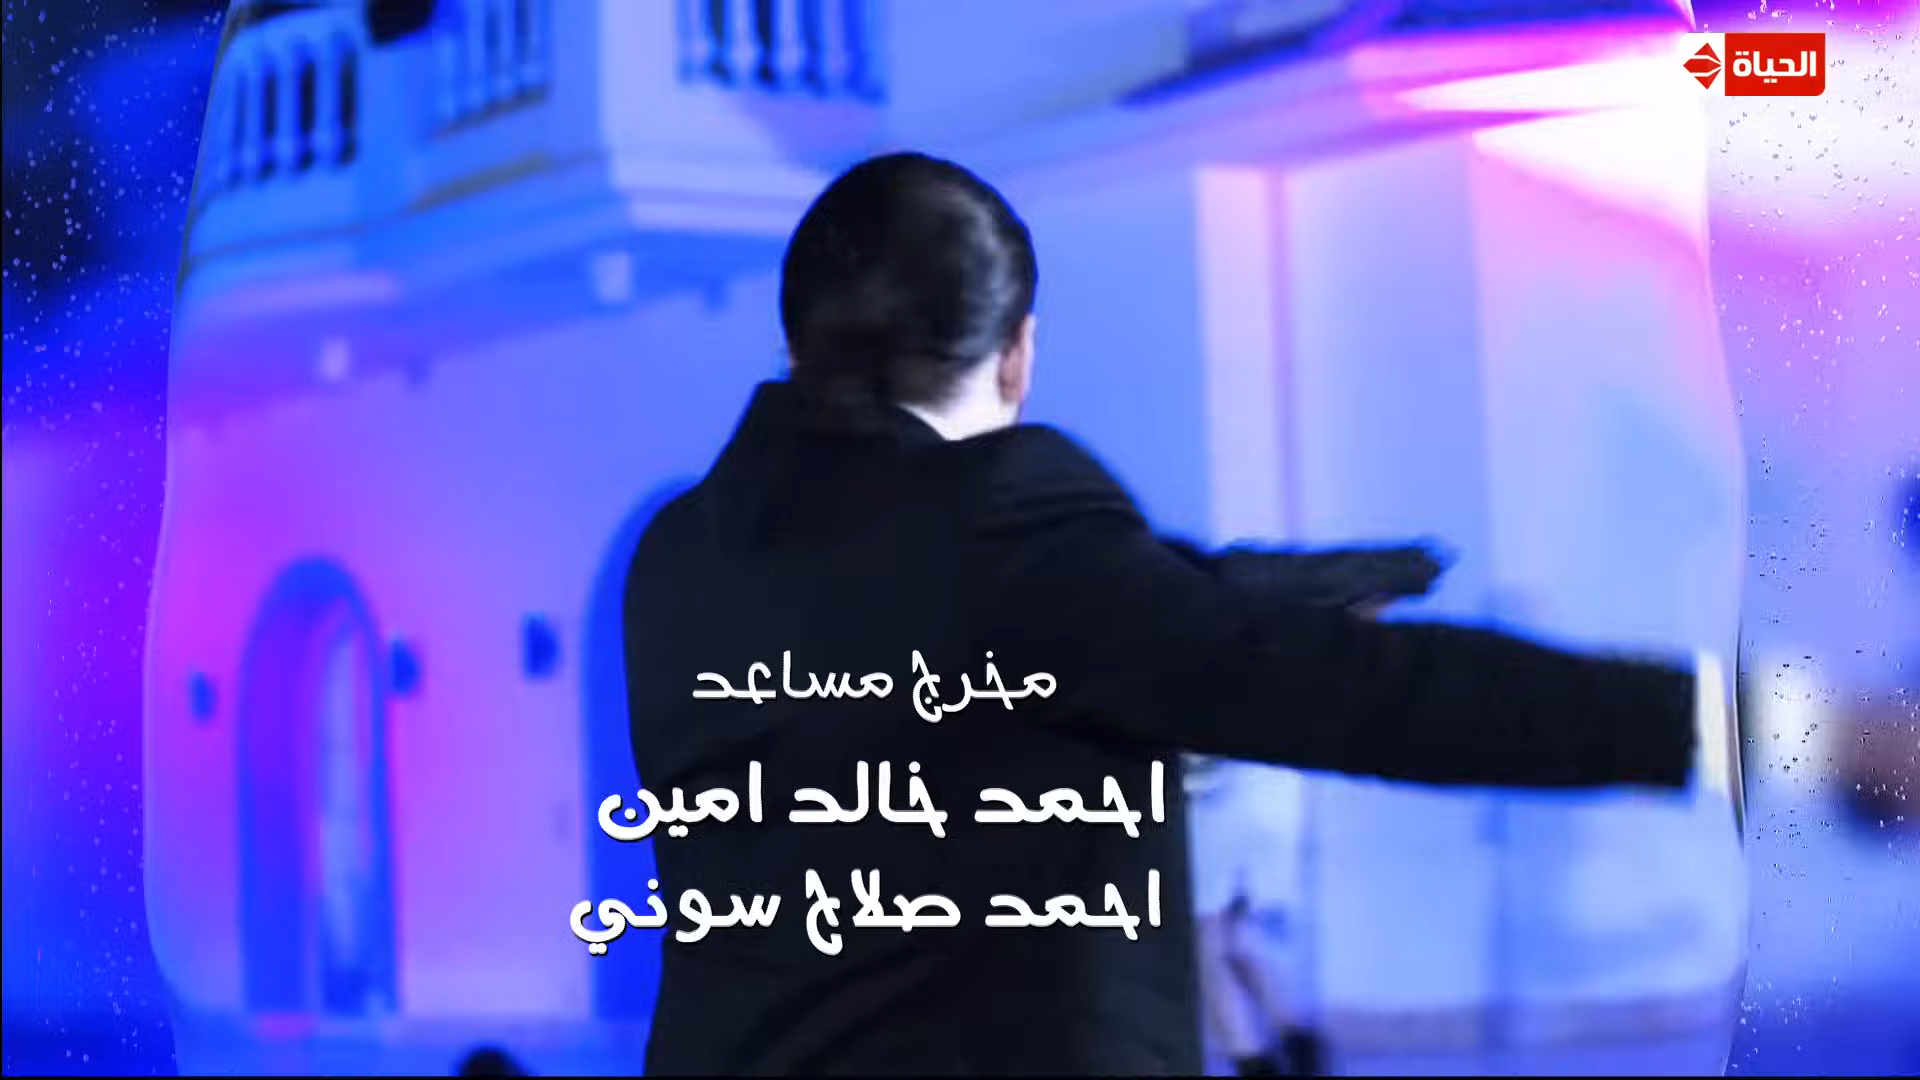 الحياة
مخرج مساعد
احمد خالد امين
احمد صلاح سوني